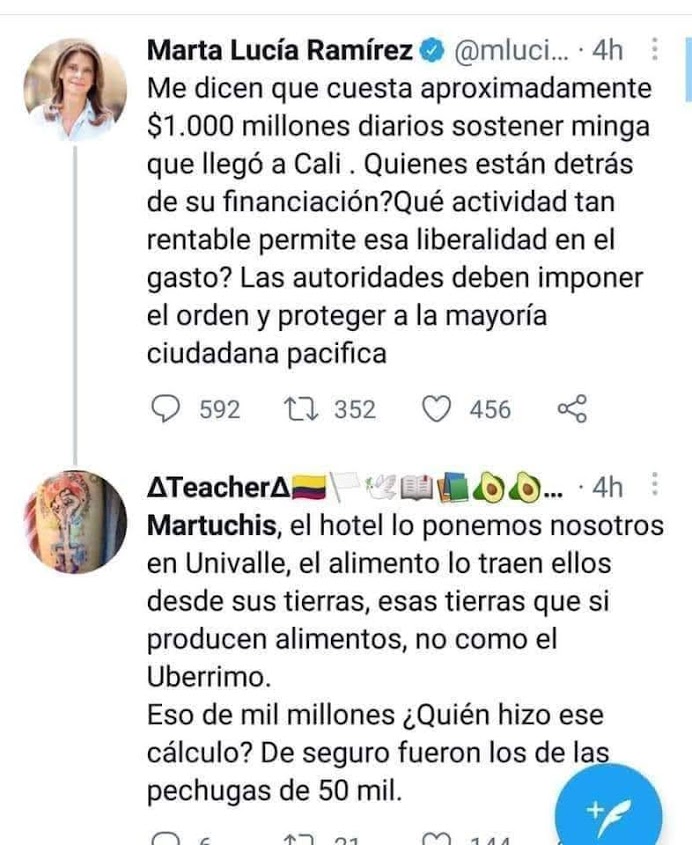 Marta Lucía Ramírez @mluci... · 4h
Me dicen que cuesta aproximadamente
$1.000 millones diarios sostener minga
que llegó a Cali . Quienes están detrás
de su financiación?Qué actividad tan
rentable permite esa liberalidad en el
gasto? Las autoridades deben imponer
el orden y proteger a la mayoría
ciudadana pacifica
592 352 456
ΔTeacherΔ🇨🇴🏳️🕊️📖📚🥑🥑... · 4h
Martuchis, el hotel lo ponemos nosotros
en Univalle, el alimento lo traen ellos
desde sus tierras, esas tierras que si
producen alimentos, no como el
Uberrimo.
Eso de mil millones ¿Quién hizo ese
cálculo? De seguro fueron los de las
pechugas de 50 mil.
6 21 144